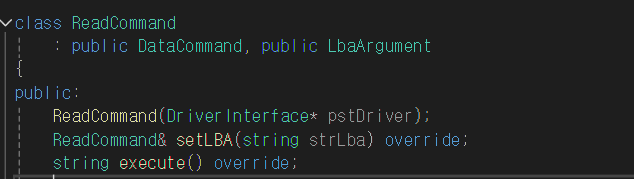 class ReadCommand
: public DataCommand, public LbaArgument
{
public:
ReadCommand(DriverInterface* pstDriver);
ReadCommand& setLBA(string strLba) override;
string execute() override;